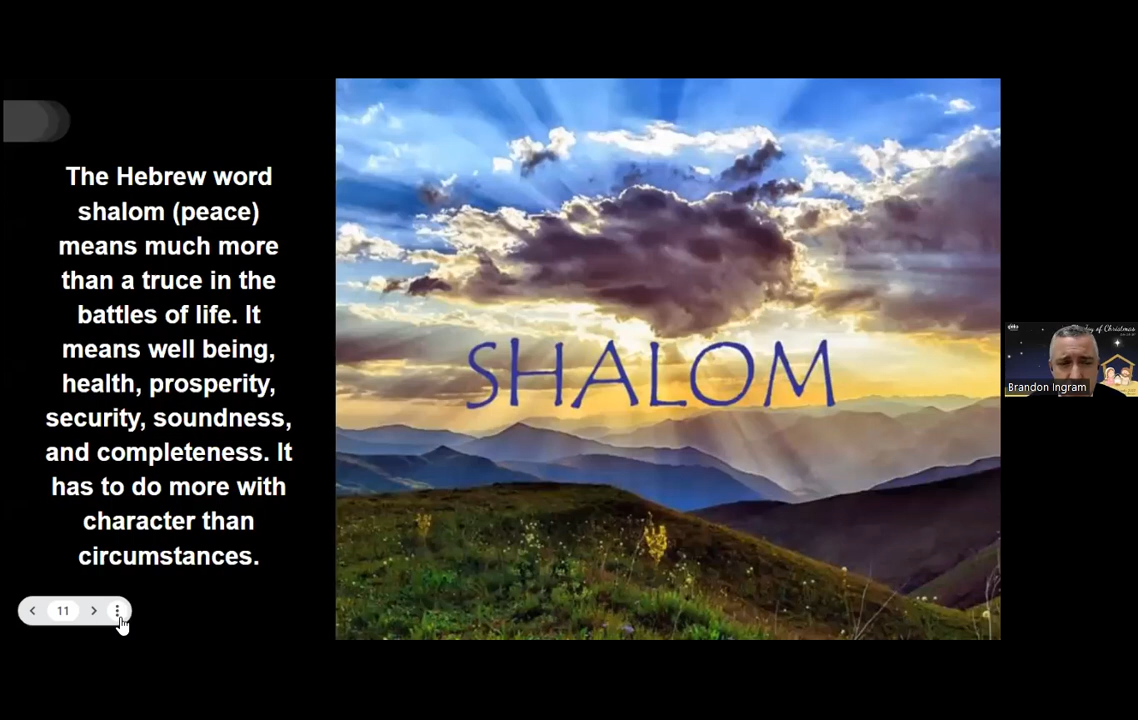 The Hebrew word
shalom (peace)
means much more
than a truce in the
battles of life. It
means well being,
health, prosperity,
security, soundness,
and completeness. It
has to do more with
character than
circumstances.
SHALOM
11
of Christmas
Brandon Ingram